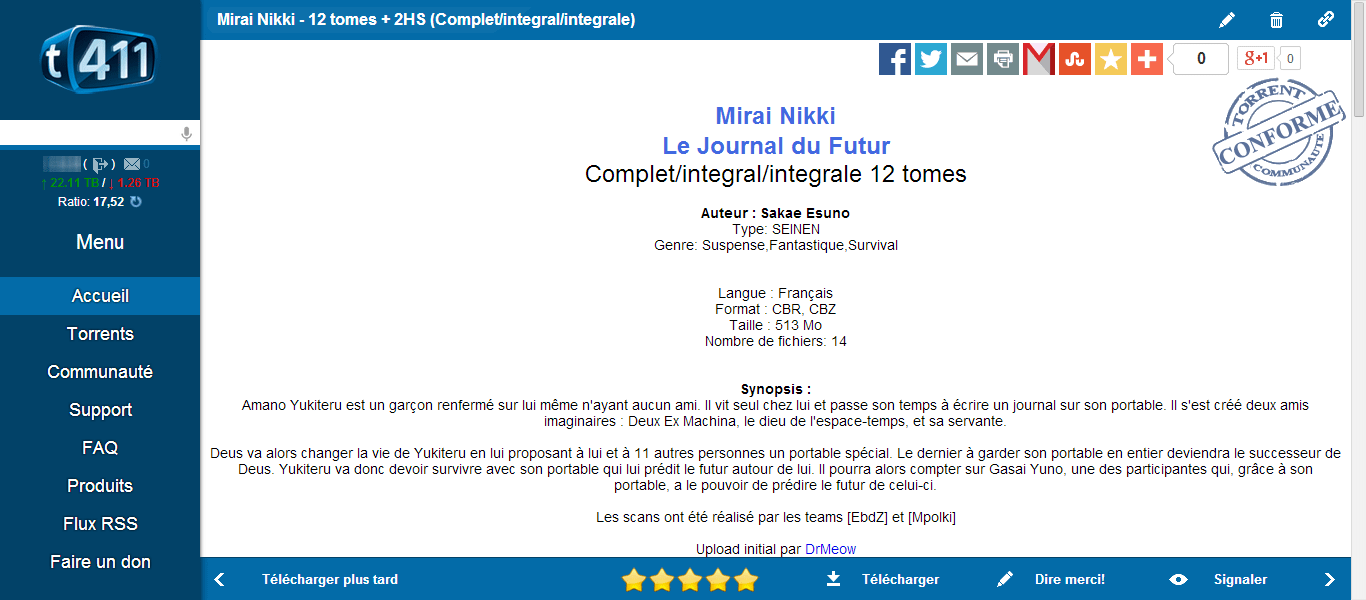 t411
Mirai Nikki - 12 tomes + 2HS (Complet/integral/integrale)
0
g+1
0
TORRENT
CONFORME
COMMUNAUTÉ
( ) 0
↑ 22.11 TB / ↓ 1.26 TB
Ratio: 17,52
Menu
Accueil
Torrents
Communauté
Support
FAQ
Produits
Flux RSS
Faire un don
Mirai Nikki
Le Journal du Futur
Complet/integral/integrale 12 tomes
Auteur : Sakae Esuno
Type: SEINEN
Genre: Suspense,Fantastique,Survival
Langue : Français
Format : CBR, CBZ
Taille : 513 Mo
Nombre de fichiers: 14
Synopsis :
Amano Yukiteru est un garçon renfermé sur lui même n'ayant aucun ami. Il vit seul chez lui et passe son temps à écrire un journal sur son portable. Il s'est créé deux amis
imaginaires : Deux Ex Machina, le dieu de l'espace-temps, et sa servante.
Deus va alors changer la vie de Yukiteru en lui proposant à lui et à 11 autres personnes un portable spécial. Le dernier à garder son portable en entier deviendra le successeur de
Deus. Yukiteru va donc devoir survivre avec son portable qui lui prédit le futur autour de lui. Il pourra alors compter sur Gasai Yuno, une des participantes qui, grâce à son
portable, a le pouvoir de prédire le futur de celui-ci.
Les scans ont été réalisé par les teams [EbdZ] et [Mpolki]
Upload initial par DrMeow
Télécharger plus tard
Télécharger
Dire merci!
Signaler